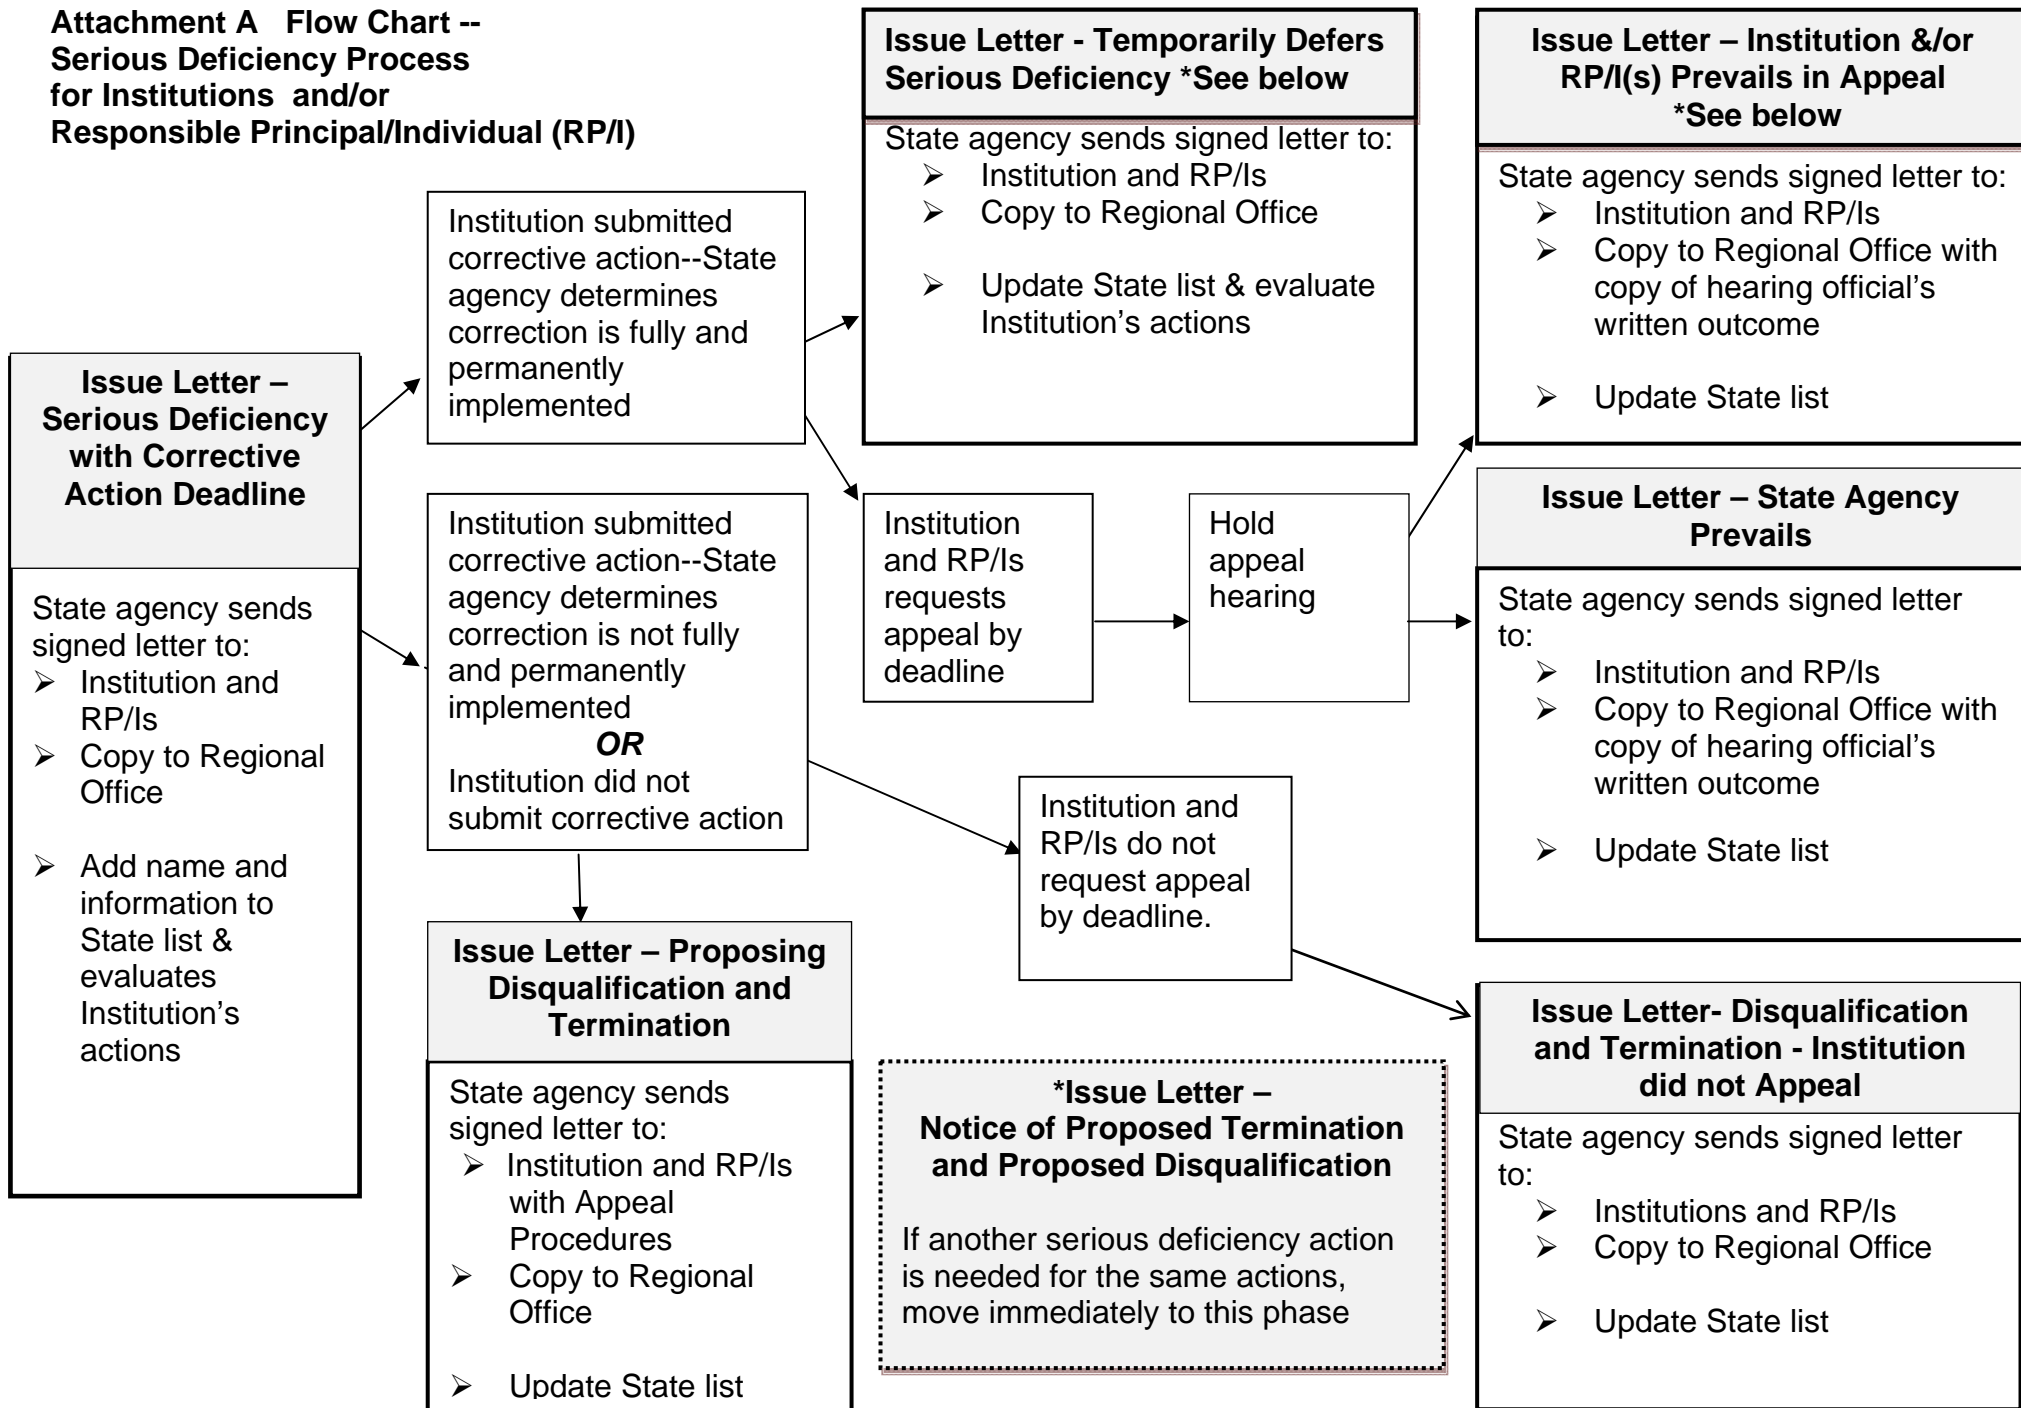 Attachment A   Flow Chart --
Serious Deficiency Process
for Institutions  and/or
Responsible Principal/Individual (RP/I)
Issue Letter –
Serious Deficiency
with Corrective
Action Deadline
State agency sends
signed letter to:
➢ Institution and
RP/Is
➢ Copy to Regional
Office
➢ Add name and
information to
State list &
evaluates
Institution’s
actions
Institution submitted
corrective action--State
agency determines
correction is fully and
permanently
implemented
Institution submitted
corrective action--State
agency determines
correction is not fully
and permanently
implemented
OR
Institution did not
submit corrective action
Issue Letter – Proposing
Disqualification and
Termination
State agency sends
signed letter to:
➢ Institution and RP/Is
with Appeal
Procedures
➢ Copy to Regional
Office
➢ Update State list
Issue Letter - Temporarily Defers
Serious Deficiency *See below
State agency sends signed letter to:
➢ Institution and RP/Is
➢ Copy to Regional Office
➢ Update State list & evaluate
Institution’s actions
Institution
and RP/Is
requests
appeal by
deadline
Hold
appeal
hearing
Institution and
RP/Is do not
request appeal
by deadline.
*Issue Letter –
Notice of Proposed Termination
and Proposed Disqualification
If another serious deficiency action
is needed for the same actions,
move immediately to this phase
Issue Letter – Institution &/or
RP/I(s) Prevails in Appeal
*See below
State agency sends signed letter to:
➢ Institution and RP/Is
➢ Copy to Regional Office with
copy of hearing official’s
written outcome
➢ Update State list
Issue Letter – State Agency
Prevails
State agency sends signed letter
to:
➢ Institution and RP/Is
➢ Copy to Regional Office with
copy of hearing official’s
written outcome
➢ Update State list
Issue Letter- Disqualification
and Termination - Institution
did not Appeal
State agency sends signed letter
to:
➢ Institutions and RP/Is
➢ Copy to Regional Office
➢ Update State list